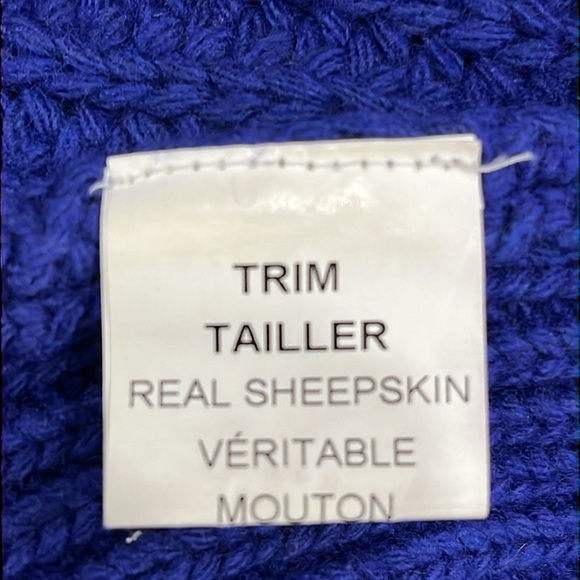 TRIM
TAILLER
REAL SHEEPSKIN
VÉRITABLE
MOUTON